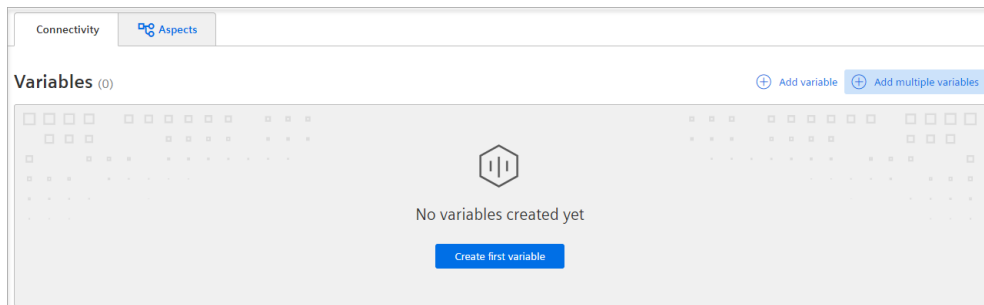 Connectivity Aspects
Variables (0) Add variable Add multiple variables
No variables created yet
Create first variable